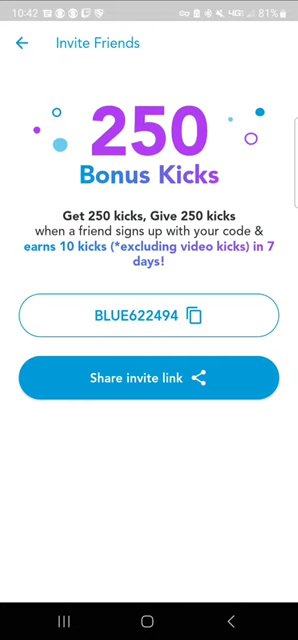 10:42 81%
Invite Friends
250
Bonus Kicks
Get 250 kicks, Give 250 kicks
when a friend signs up with your code &
earns 10 kicks (*excluding video kicks) in 7
days!
BLUE622494
Share invite link